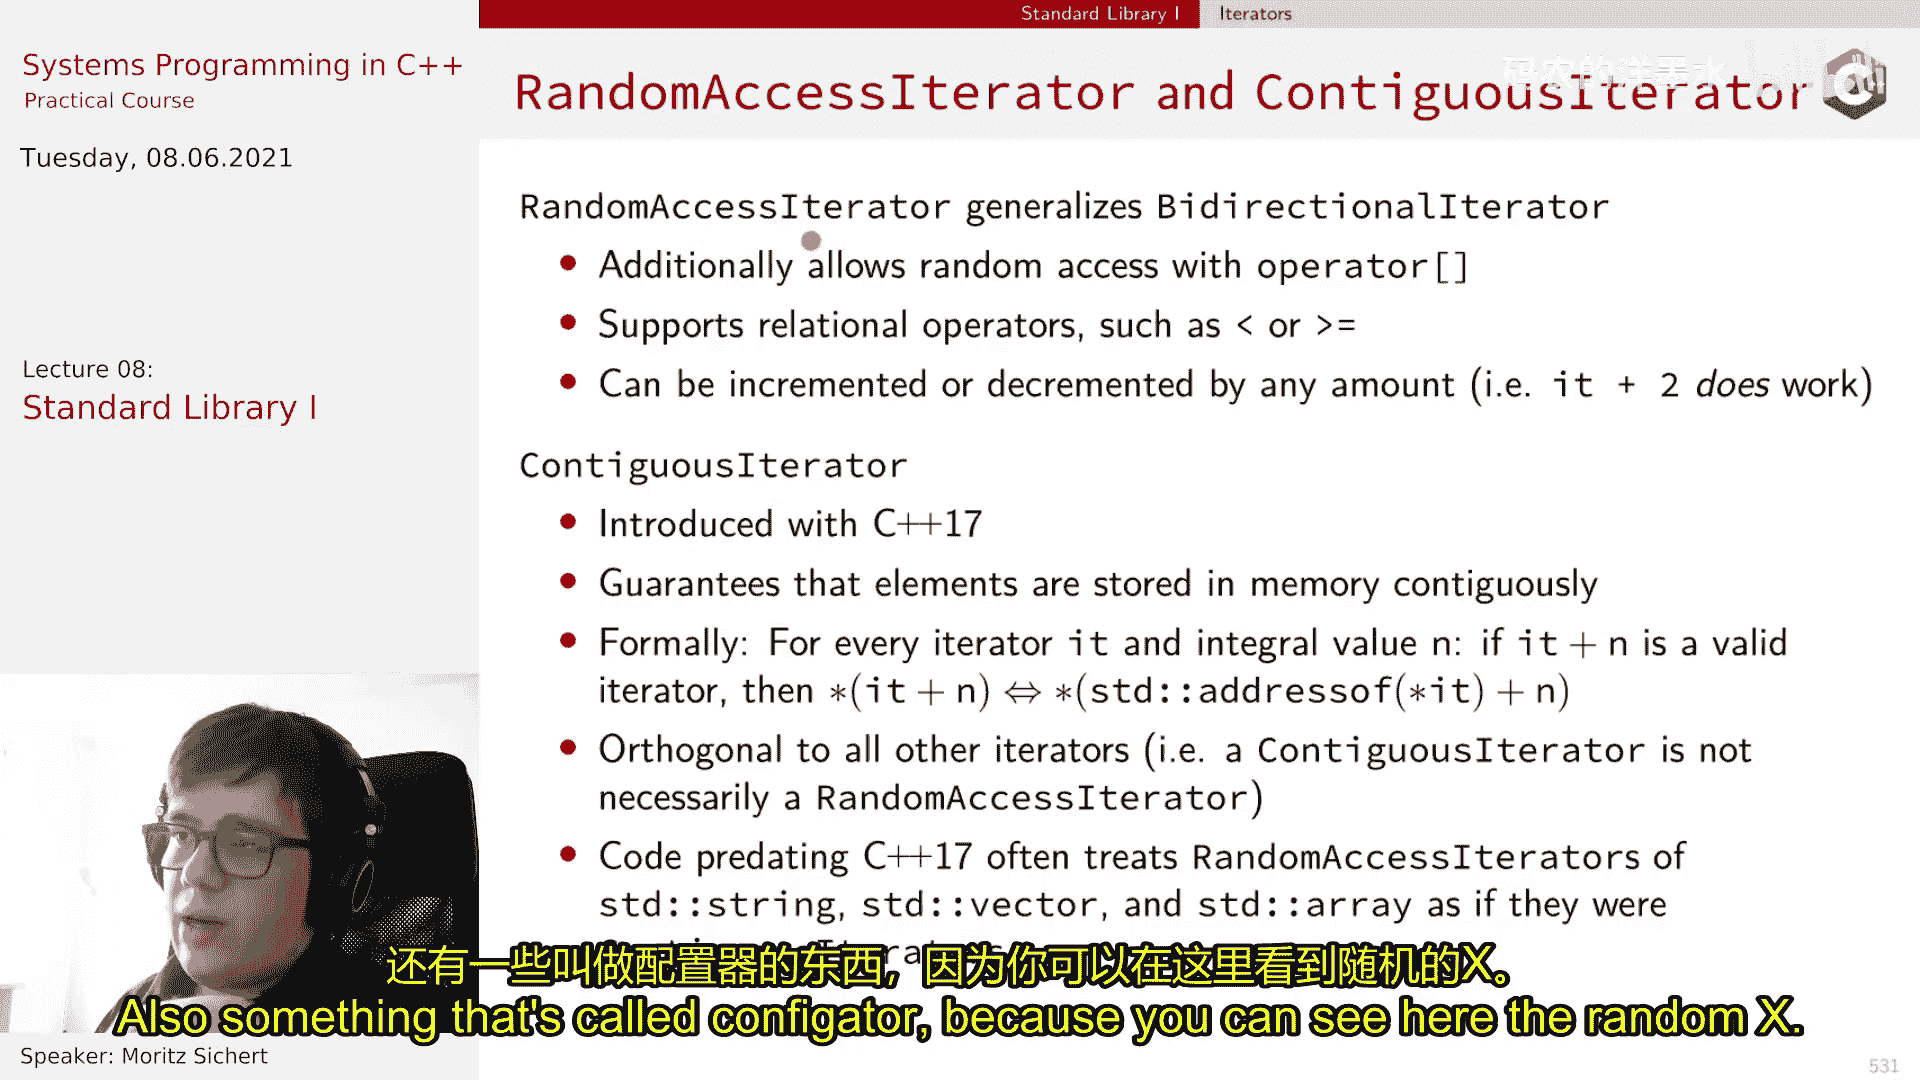 Standard Library I
Iterators
Systems Programming in C++
Practical Course
Tuesday, 08.06.2021
Lecture 08:
Standard Library I
RandomAccessIterator and ContiguousIterator
码农的洋墨水
RandomAccessIterator generalizes BidirectionalIterator
• Additionally allows random access with operator[]
• Supports relational operators, such as < or >=
• Can be incremented or decremented by any amount (i.e. it + 2 does work)
ContiguousIterator
• Introduced with C++17
• Guarantees that elements are stored in memory contiguously
• Formally: For every iterator it and integral value n: if it + n is a valid
iterator, then *(it + n) ⇔ *(std::addressof(*it) + n)
• Orthogonal to all other iterators (i.e. a ContiguousIterator is not
necessarily a RandomAccessIterator)
• Code predating C++17 often treats RandomAccessIterators of
std::string, std::vector, and std::array as if they were
还有一些叫做配置器的东西，因为你可以在这里看到随机的X。
Also something that's called configator, because you can see here the random X.
Speaker: Moritz Sichert
531